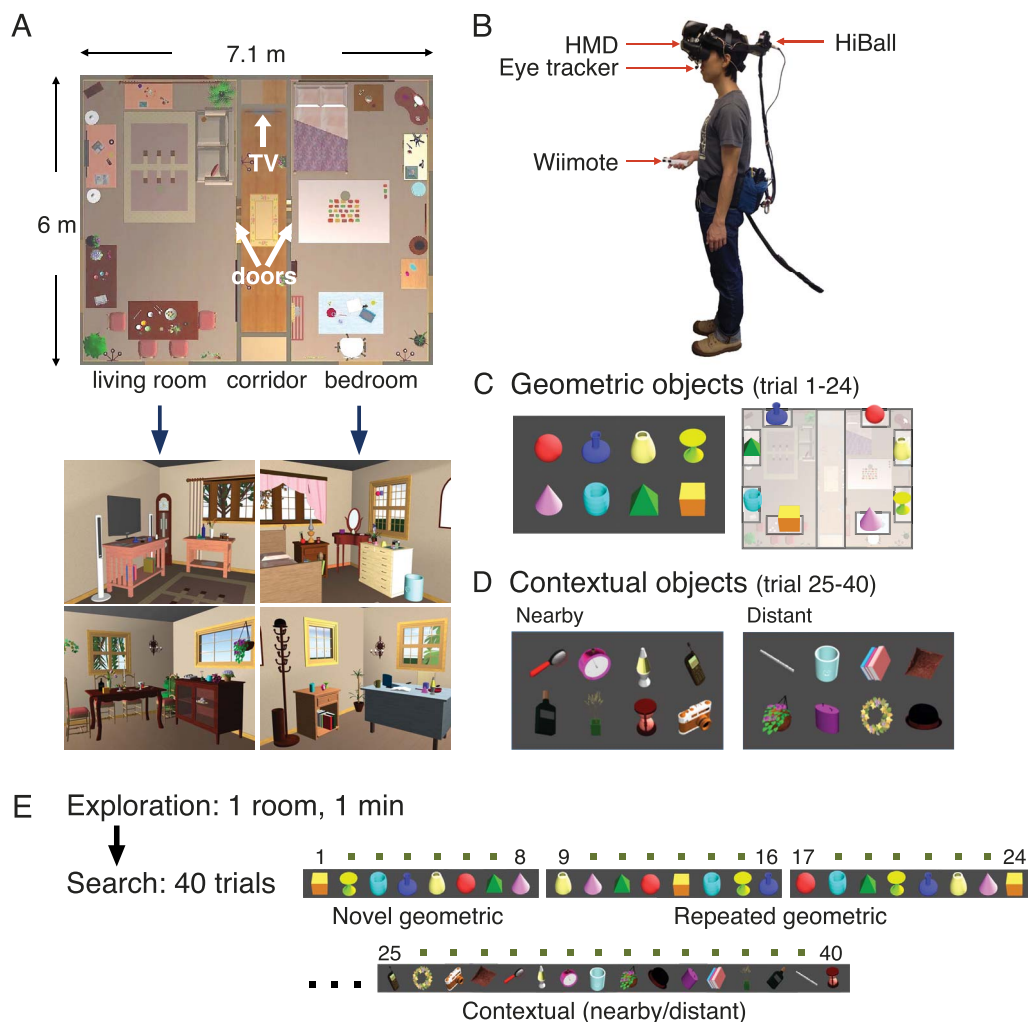 A
7.1 m
6 m
TV
doors
living room corridor bedroom
B
HMD
Eye tracker
HiBall
Wiimote
C Geometric objects (trial 1-24)
D Contextual objects (trial 25-40)
Nearby
Distant
E Exploration: 1 room, 1 min
Search: 40 trials
1 8 9 16 17 24
Novel geometric
Repeated geometric
25 40
Contextual (nearby/distant)